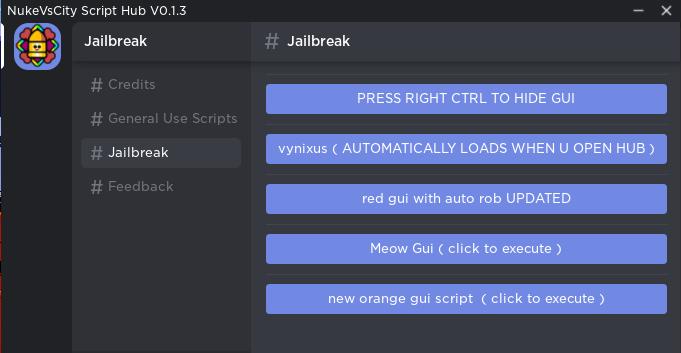 NukeVsCity Script Hub V0.1.3
Jailbreak
# Credits
# General Use Scripts
# Jailbreak
# Feedback
# Jailbreak
PRESS RIGHT CTRL TO HIDE GUI
vynixus ( AUTOMATICALLY LOADS WHEN U OPEN HUB )
red gui with auto rob UPDATED
Meow Gui ( click to execute )
new orange gui script ( click to execute )